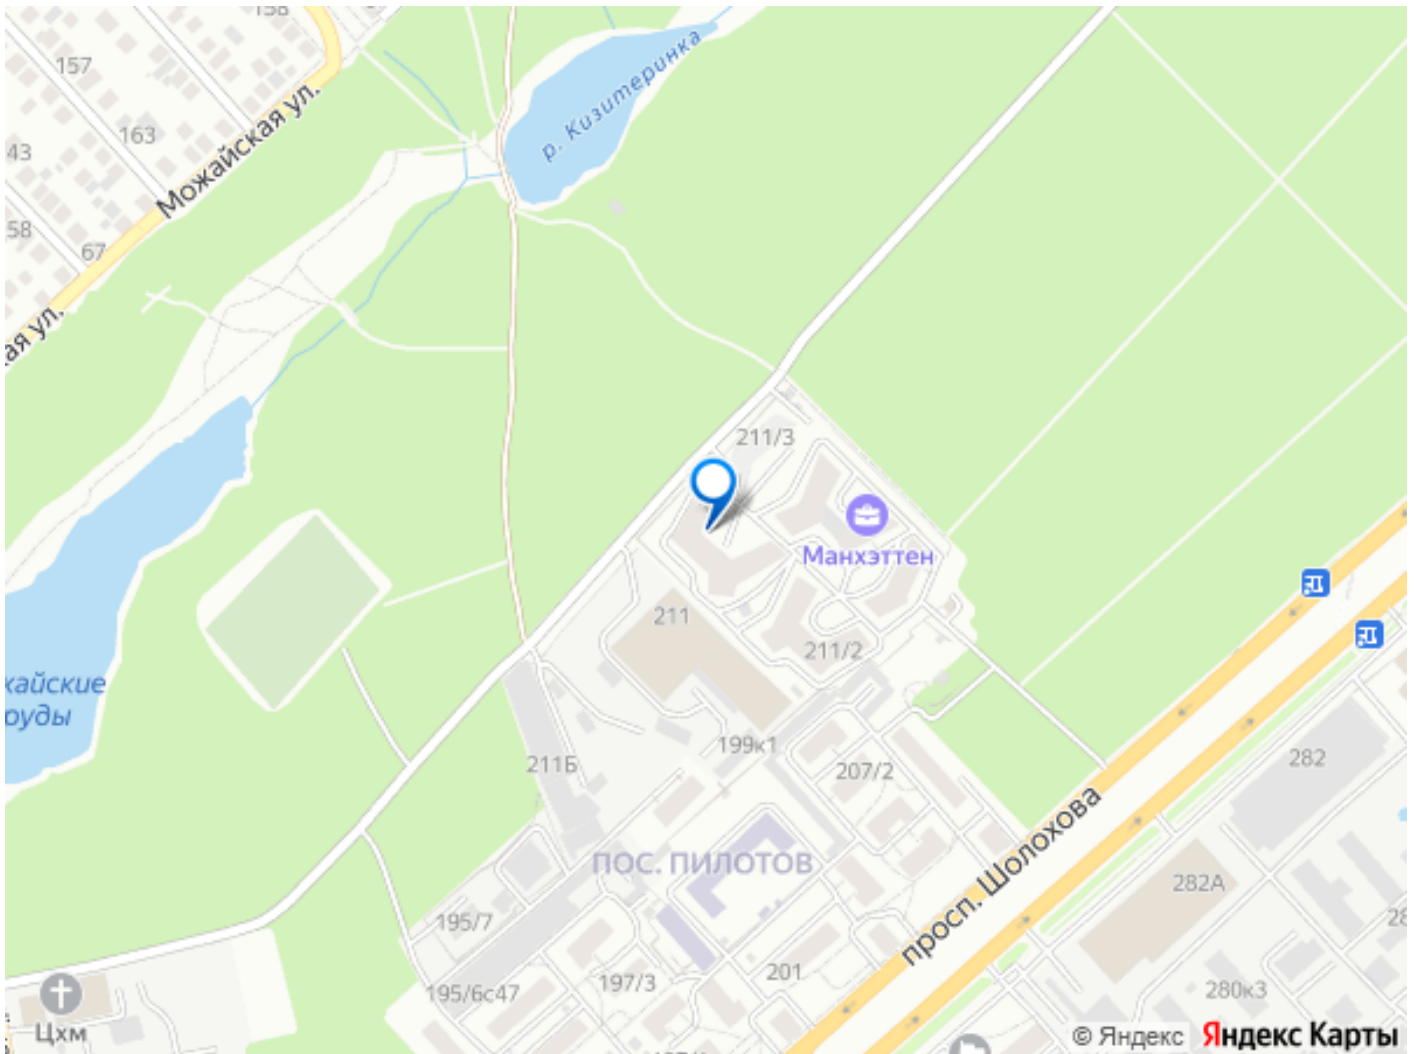 157
р. Кизитеринка
163
43
Можайская ул.
58
67
кая ул.
211/3
Манхэттен
211
211/2
кайские
руды
199к1
282
211Б
207/2
ПОС. ПИЛОТОВ
282А
просп. Шолохова
195/7
201
197/3
195/6с47
280к3
Цхм
© Яндекс
Яндекс Карты